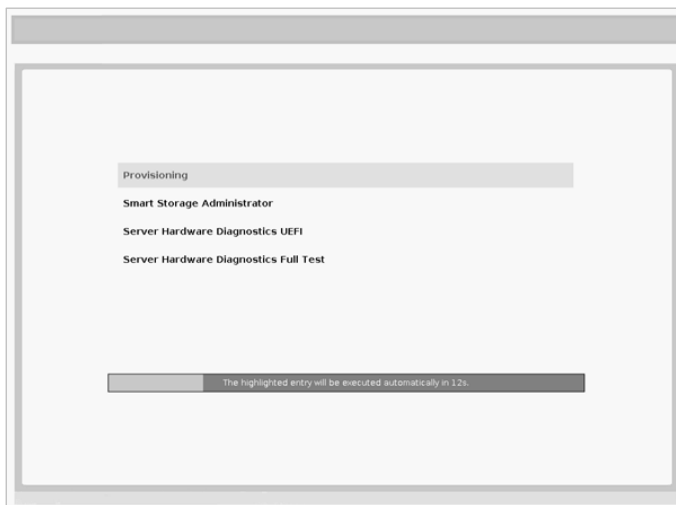 Provisioning
Smart Storage Administrator
Server Hardware Diagnostics UEFI
Server Hardware Diagnostics Full Test
The highlighted entry will be executed automatically in 12s.